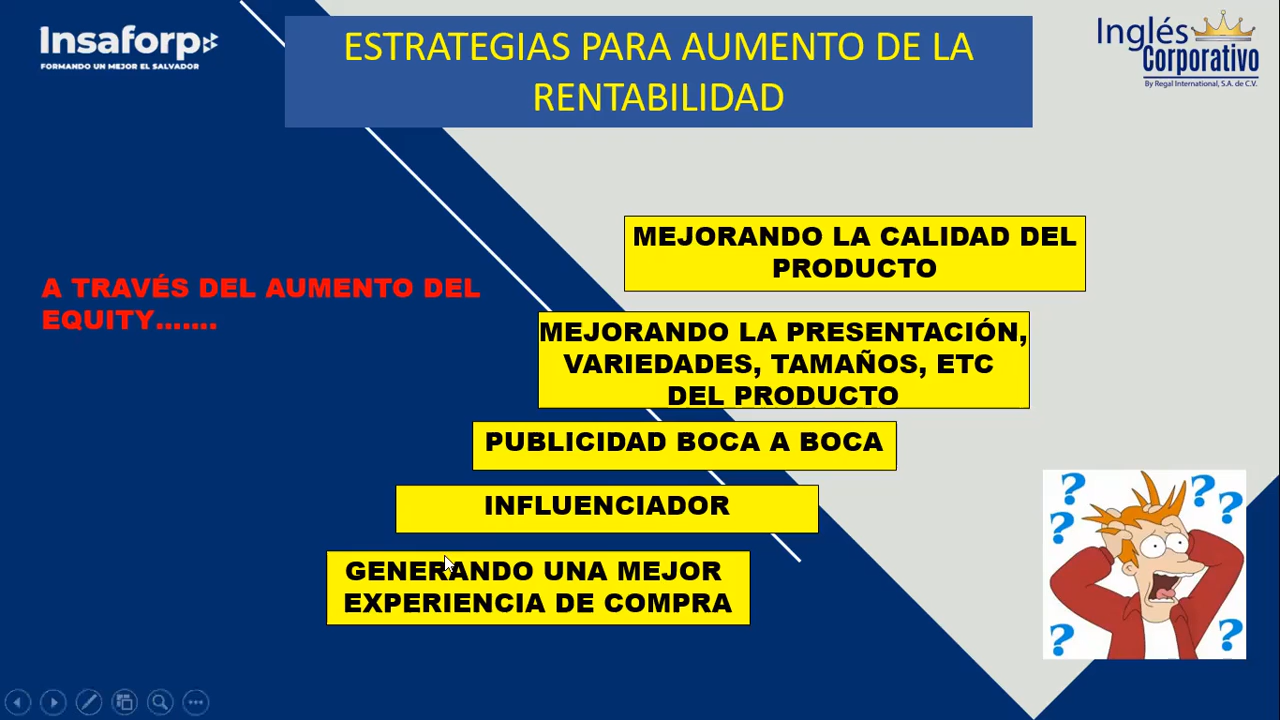 Insaforp
FORMANDO UN MEJOR EL SALVADOR
ESTRATEGIAS PARA AUMENTO DE LA
RENTABILIDAD
Inglés
Corporativo
By Regal International, S.A. de C.V.
A TRAVÉS DEL AUMENTO DEL
EQUITY.......
MEJORANDO LA CALIDAD DEL
PRODUCTO
MEJORANDO LA PRESENTACIÓN,
VARIEDADES, TAMAÑOS, ETC
DEL PRODUCTO
PUBLICIDAD BOCA A BOCA
INFLUENCIADOR
GENERANDO UNA MEJOR
EXPERIENCIA DE COMPRA
? ? ?
?
? ?